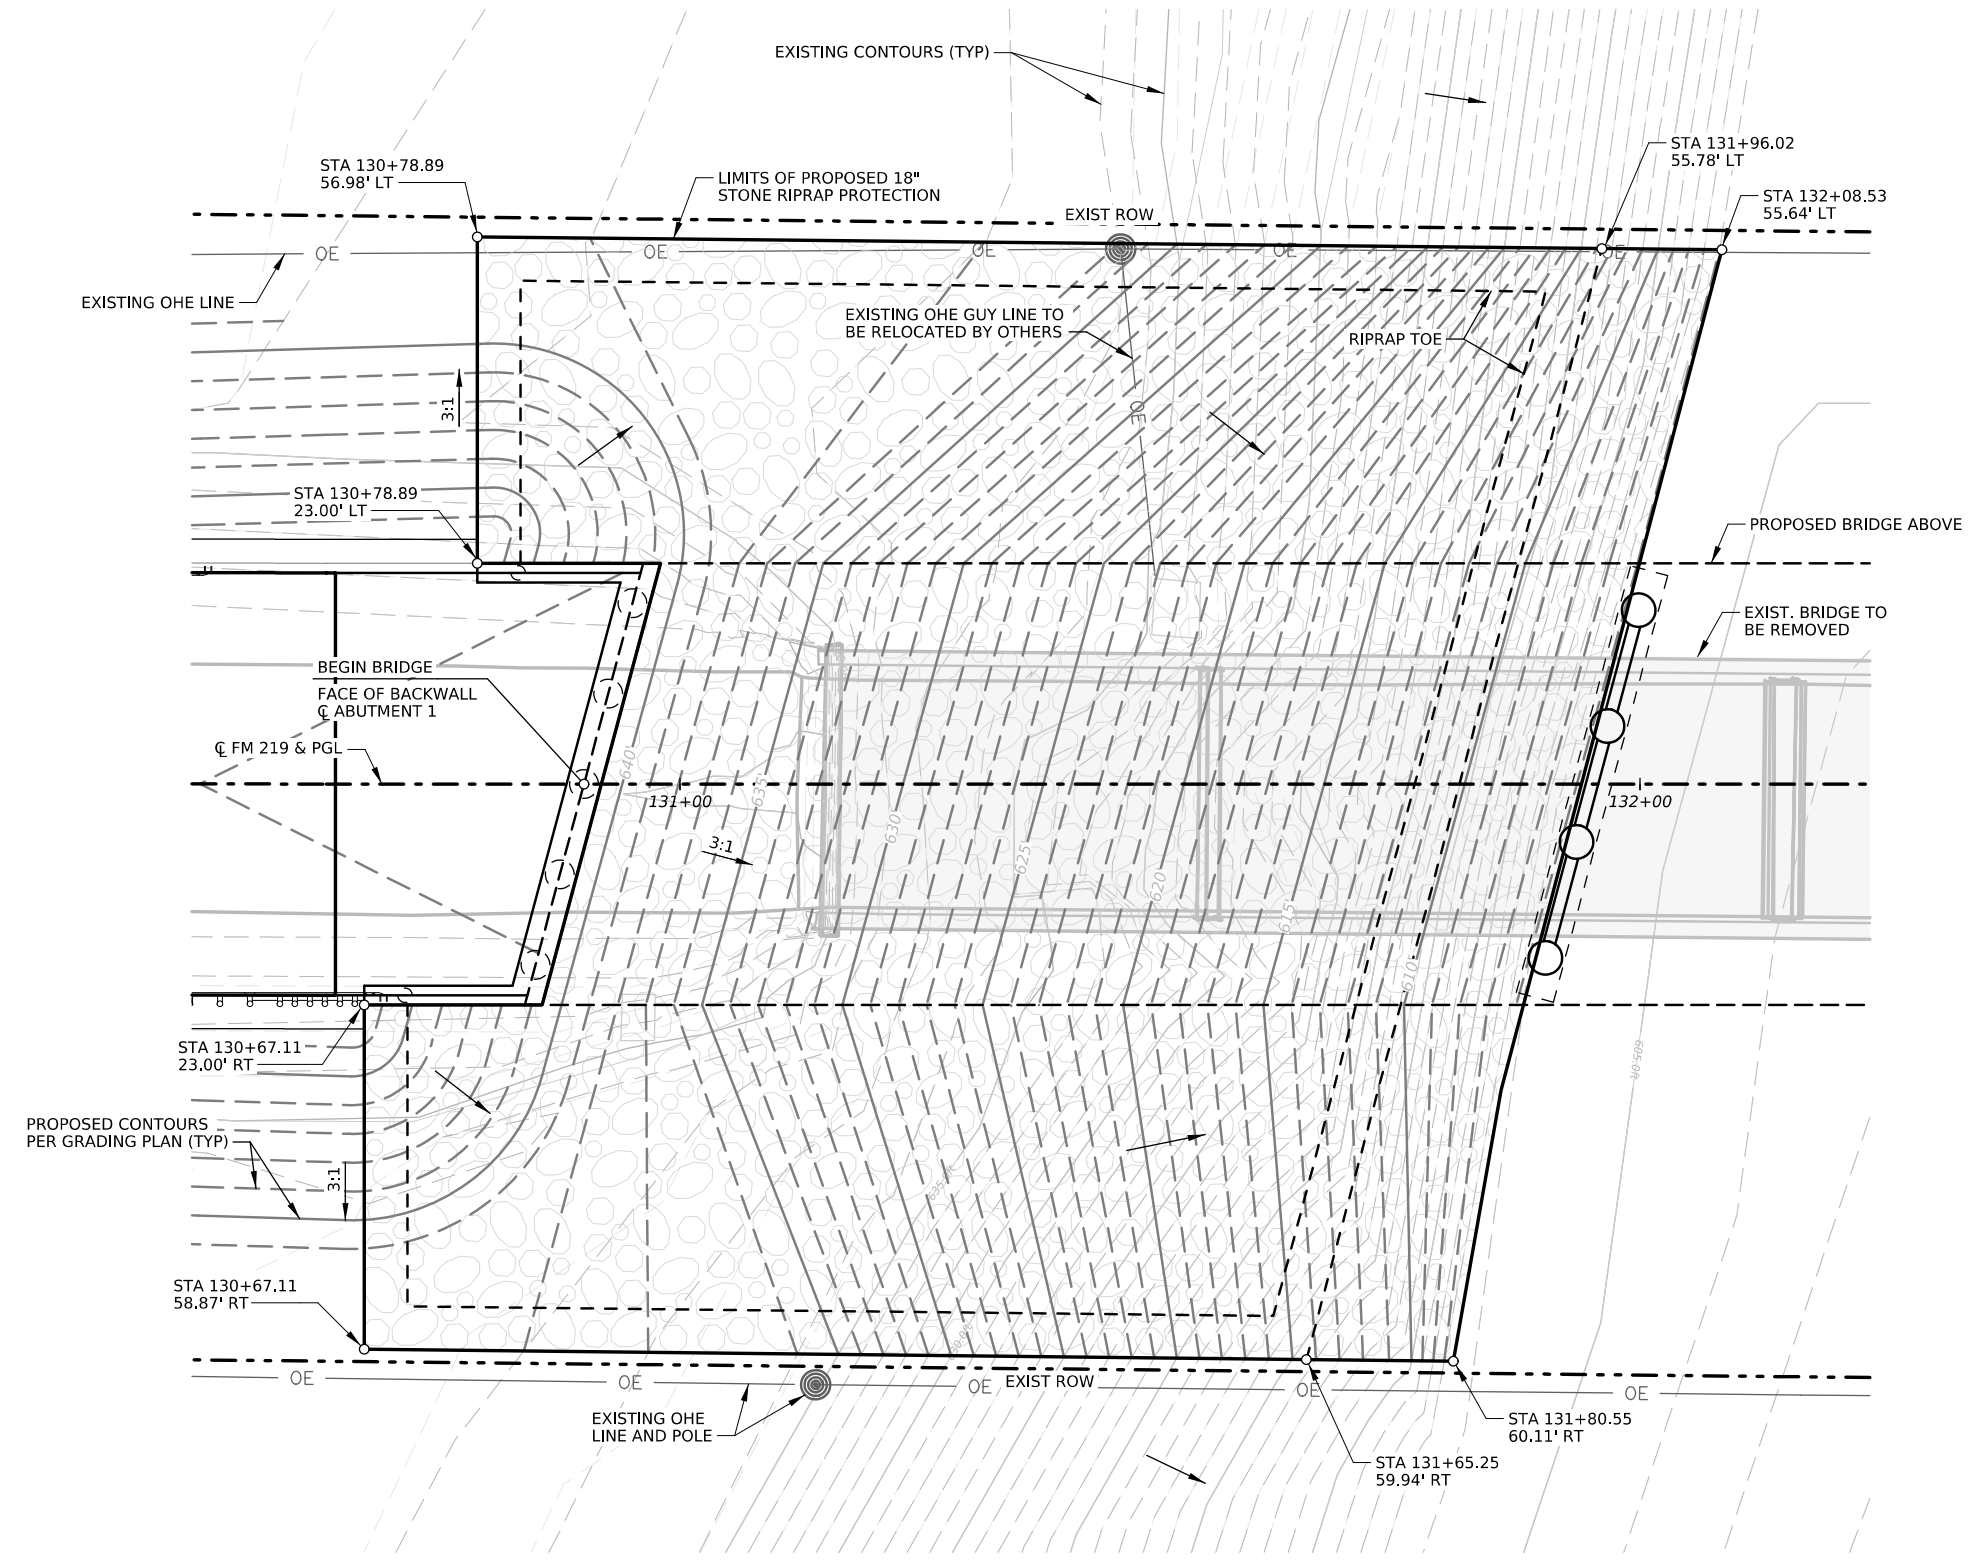 EXISTING CONTOURS (TYP)
STA 131+96.02
55.78' LT
STA 130+78.89
56.98' LT
LIMITS OF PROPOSED 18"
STONE RIPRAP PROTECTION
STA 132+08.53
55.64' LT
EXIST ROW
OE
OE
OE
OE
OE
EXISTING OHE LINE
EXISTING OHE GUY LINE TO
BE RELOCATED BY OTHERS
RIPRAP TOE
3:1
OE
STA 130+78.89
23.00' LT
PROPOSED BRIDGE ABOVE
EXIST. BRIDGE TO
BE REMOVED
BEGIN BRIDGE
FACE OF BACKWALL
℄ ABUTMENT 1
℄ FM 219 & PGL
640
635
630
625
620
615
610
131+00
132+00
3:1
STA 130+67.11
23.00' RT
605.0ft
PROPOSED CONTOURS
PER GRADING PLAN (TYP)
3:1
STA 130+67.11
58.87' RT
OE
OE
OE
EXIST ROW
OE
OE
EXISTING OHE
LINE AND POLE
STA 131+80.55
60.11' RT
STA 131+65.25
59.94' RT